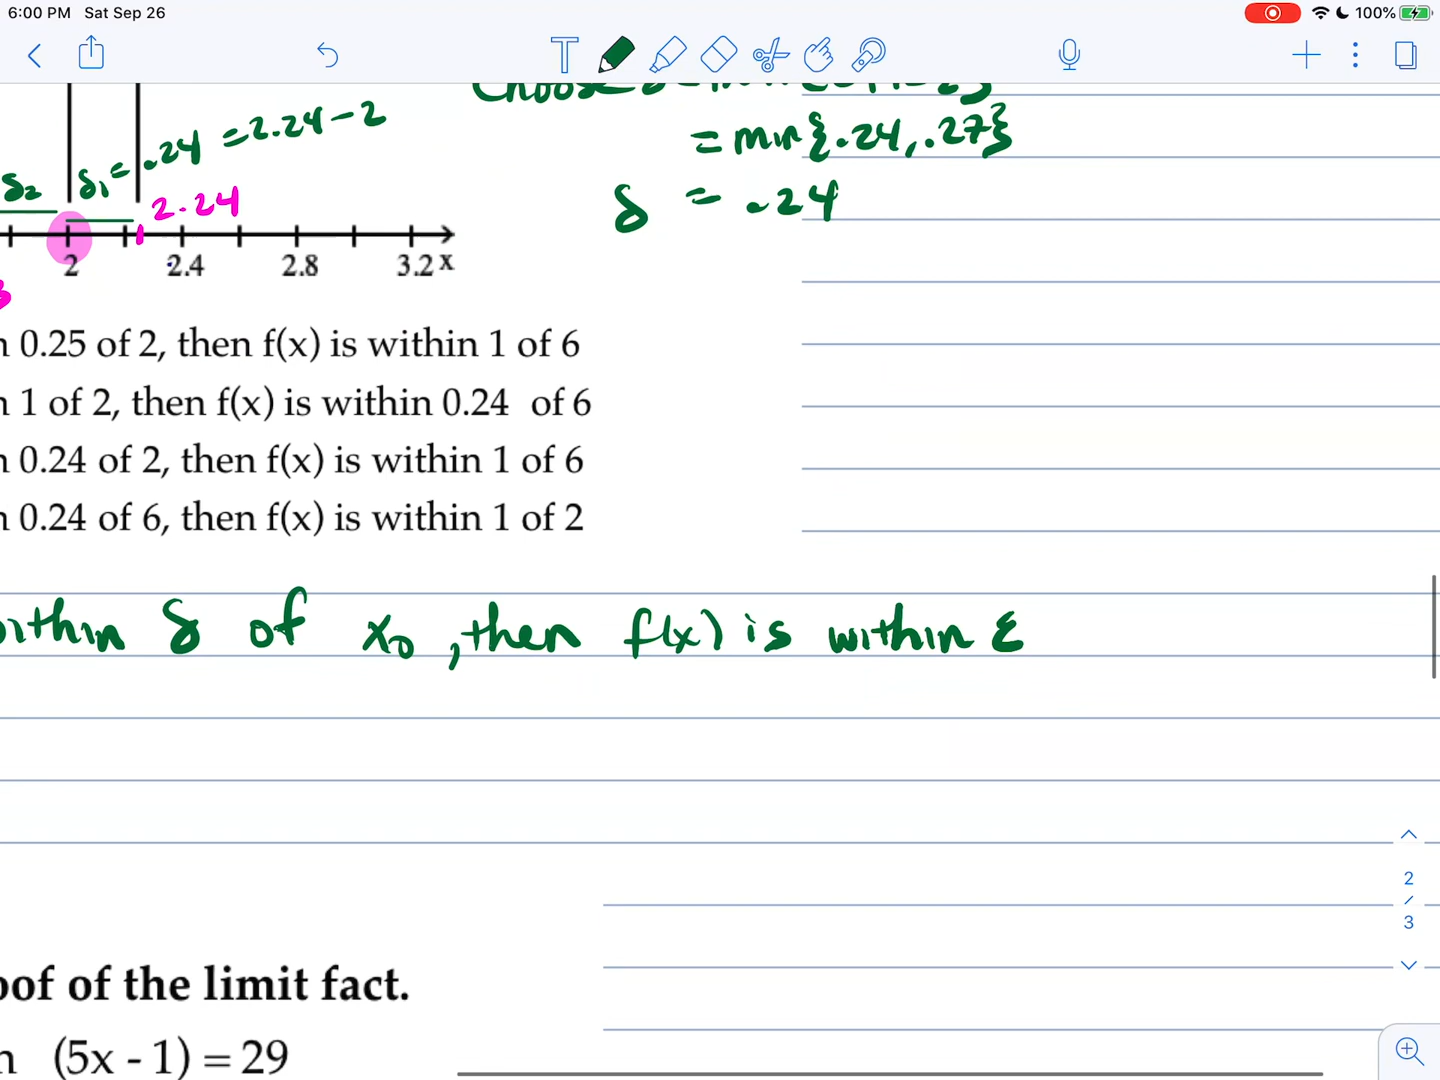 6:00 PM Sat Sep 26
100%
T
= min{.24, .27}
δ = .24
δ₂
δ₁ = .24 = 2.24 - 2
2.24
2 2.4 2.8 3.2 x
0.25 of 2, then f(x) is within 1 of 6
1 of 2, then f(x) is within 0.24 of 6
0.24 of 2, then f(x) is within 1 of 6
0.24 of 6, then f(x) is within 1 of 2
within δ of x₀, then f(x) is within ε
2
/
3
of of the limit fact.
(5x - 1) = 29